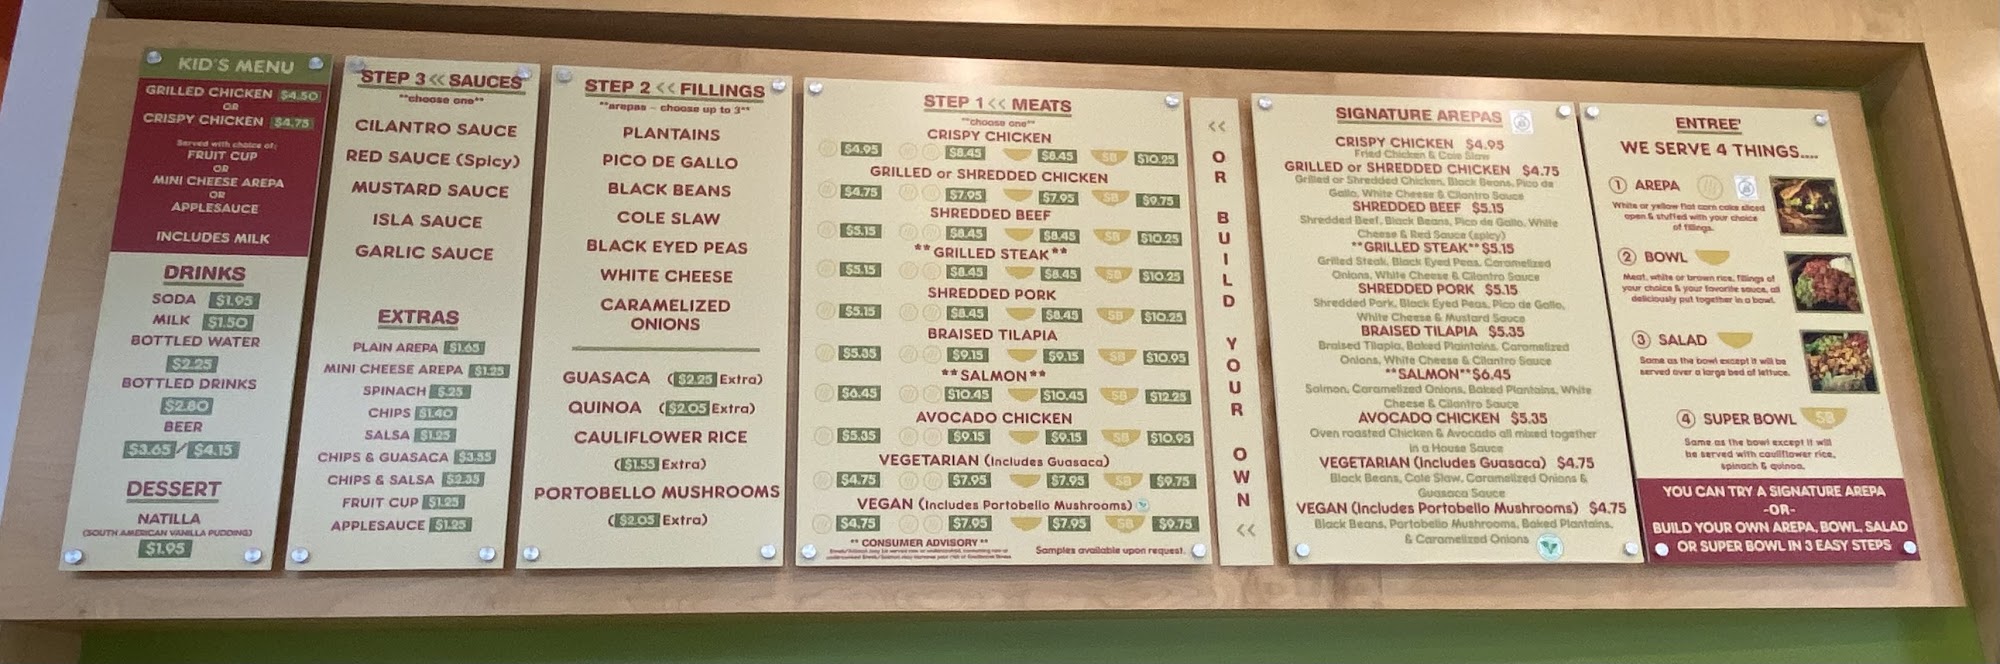 KID'S MENU
GRILLED CHICKEN $4.50
OR
CRISPY CHICKEN $4.75
Served with choice of:
FRUIT CUP
OR
MINI CHEESE AREPA
OR
APPLESAUCE
INCLUDES MILK
DRINKS
SODA $1.95
MILK $1.50
BOTTLED WATER
$2.25
BOTTLED DRINKS
$2.80
BEER
$3.65 / $4.15
DESSERT
NATILLA
(SOUTH AMERICAN VANILLA PUDDING)
$1.95
STEP 3 << SAUCES
**choose one**
CILANTRO SAUCE
RED SAUCE (Spicy)
MUSTARD SAUCE
ISLA SAUCE
GARLIC SAUCE
EXTRAS
PLAIN AREPA $1.65
MINI CHEESE AREPA $1.25
SPINACH $.25
CHIPS $1.40
SALSA $1.25
CHIPS & GUASACA $3.55
CHIPS & SALSA $2.35
FRUIT CUP $1.25
APPLESAUCE $1.25
STEP 2 << FILLINGS
**arepas – choose up to 3**
PLANTAINS
PICO DE GALLO
BLACK BEANS
COLE SLAW
BLACK EYED PEAS
WHITE CHEESE
CARAMELIZED
ONIONS
GUASACA ($2.25 Extra)
QUINOA ($2.05 Extra)
CAULIFLOWER RICE
($1.55 Extra)
PORTOBELLO MUSHROOMS
($2.05 Extra)
STEP 1 << MEATS
**choose one**
CRISPY CHICKEN
$4.95 $8.45 $8.45 SB $10.25
GRILLED or SHREDDED CHICKEN
$4.75 $7.95 $7.95 SB $9.75
SHREDDED BEEF
$5.15 $8.45 $8.45 SB $10.25
**GRILLED STEAK**
$5.15 $8.45 $8.45 SB $10.25
SHREDDED PORK
$5.15 $8.45 $8.45 SB $10.25
BRAISED TILAPIA
$5.35 $9.15 $9.15 SB $10.95
**SALMON**
$6.45 $10.45 $10.45 SB $12.25
AVOCADO CHICKEN
$5.35 $9.15 $9.15 SB $10.95
VEGETARIAN (Includes Guasaca)
$4.75 $7.95 $7.95 SB $9.75
VEGAN (Includes Portobello Mushrooms)
$4.75 $7.95 $7.95 SB $9.75
** CONSUMER ADVISORY **
Samples available upon request.
<< OR BUILD YOUR OWN <<
SIGNATURE AREPAS
CRISPY CHICKEN $4.95
Fried Chicken & Cole Slaw
GRILLED or SHREDDED CHICKEN $4.75
Grilled or Shredded Chicken, Black Beans, Pico de
Gallo, White Cheese & Cilantro Sauce
SHREDDED BEEF $5.15
Shredded Beef, Black Beans, Pico de Gallo, White
Cheese & Red Sauce (spicy)
**GRILLED STEAK** $5.15
Grilled Steak, Black Eyed Peas, Caramelized
Onions, White Cheese & Cilantro Sauce
SHREDDED PORK $5.15
Shredded Pork, Black Eyed Peas, Pico de Gallo,
White Cheese & Mustard Sauce
BRAISED TILAPIA $5.35
Braised Tilapia, Baked Plaintains, Caramelized
Onions, White Cheese & Cilantro Sauce
**SALMON** $6.45
Salmon, Caramelized Onions, Baked Plantains, White
Cheese & Cilantro Sauce
AVOCADO CHICKEN $5.35
Oven roasted Chicken & Avocado all mixed together
in a House Sauce
VEGETARIAN (Includes Guasaca) $4.75
Black Beans, Cole Slaw, Caramelized Onions &
Guasaca Sauce
VEGAN (Includes Portobello Mushrooms) $4.75
Black Beans, Portobello Mushrooms, Baked Plantains,
& Caramelized Onions
ENTREE'
WE SERVE 4 THINGS....
1 AREPA
White or yellow flat corn cake sliced
open & stuffed with your choice
of fillings.
2 BOWL
Meat, white or brown rice, fillings of
your choice & your favorite sauce, all
deliciously put together in a bowl.
3 SALAD
Same as the bowl except it will be
served over a large bed of lettuce.
4 SUPER BOWL SB
Same as the bowl except it will
be served with cauliflower rice,
spinach & quinoa.
YOU CAN TRY A SIGNATURE AREPA
-OR-
BUILD YOUR OWN AREPA, BOWL, SALAD
OR SUPER BOWL IN 3 EASY STEPS